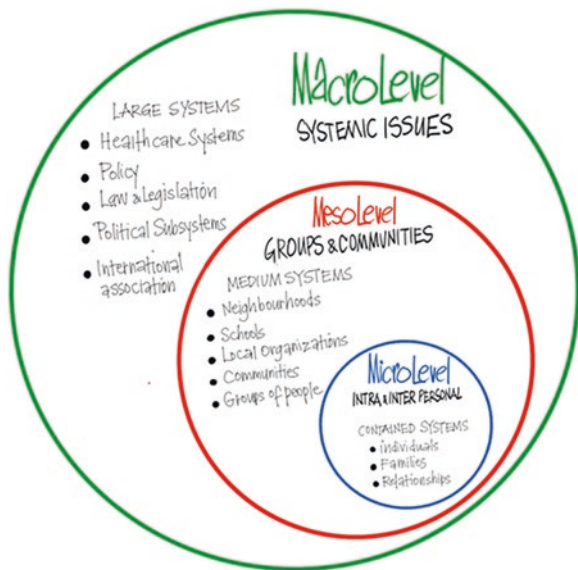 MacroLevel
SYSTEMIC ISSUES
LARGE SYSTEMS
• Healthcare Systems
• Policy
• Law & Legislation
• Political Subsystems
• International
association
MesoLevel
GROUPS & COMMUNITIES
MEDIUM SYSTEMS
• Neighbourhoods
• Schools
• Local Organizations
• Communities
• Groups of people
MicroLevel
INTRA & INTER PERSONAL
CONTAINED SYSTEMS
• individuals
• Families
• Relationships